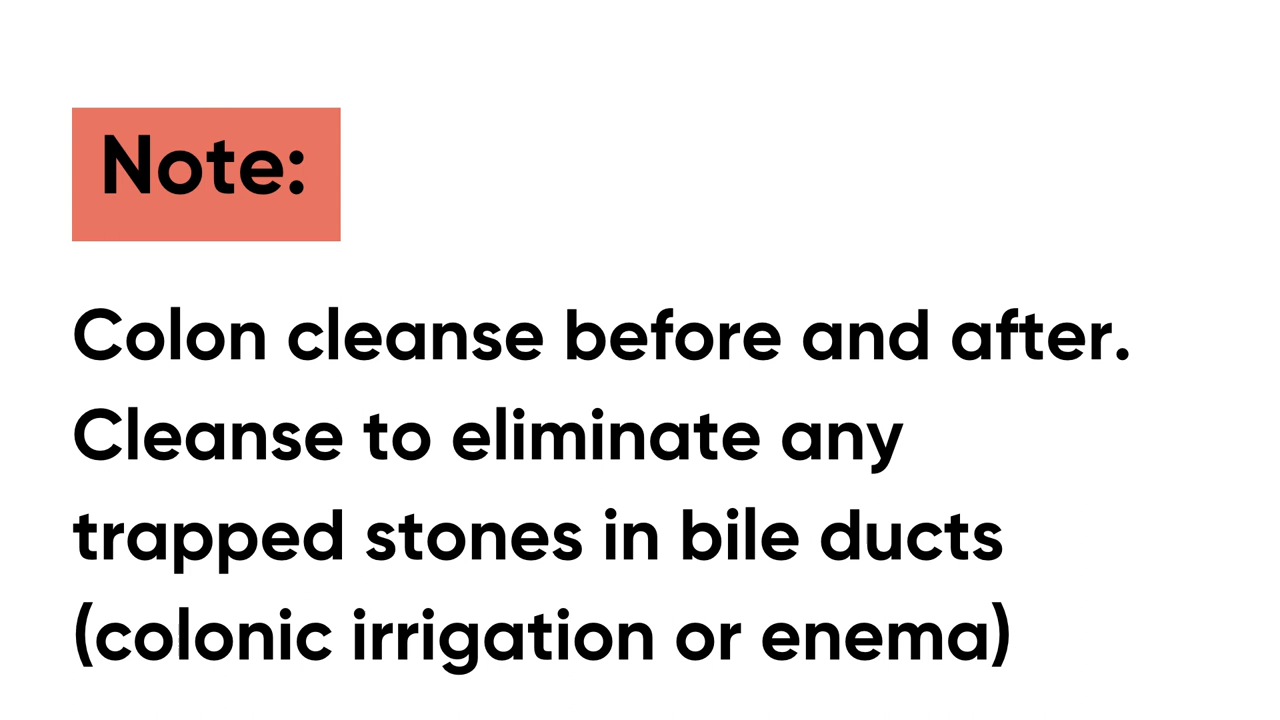 Note:
Colon cleanse before and after.
Cleanse to eliminate any
trapped stones in bile ducts
(colonic irrigation or enema)